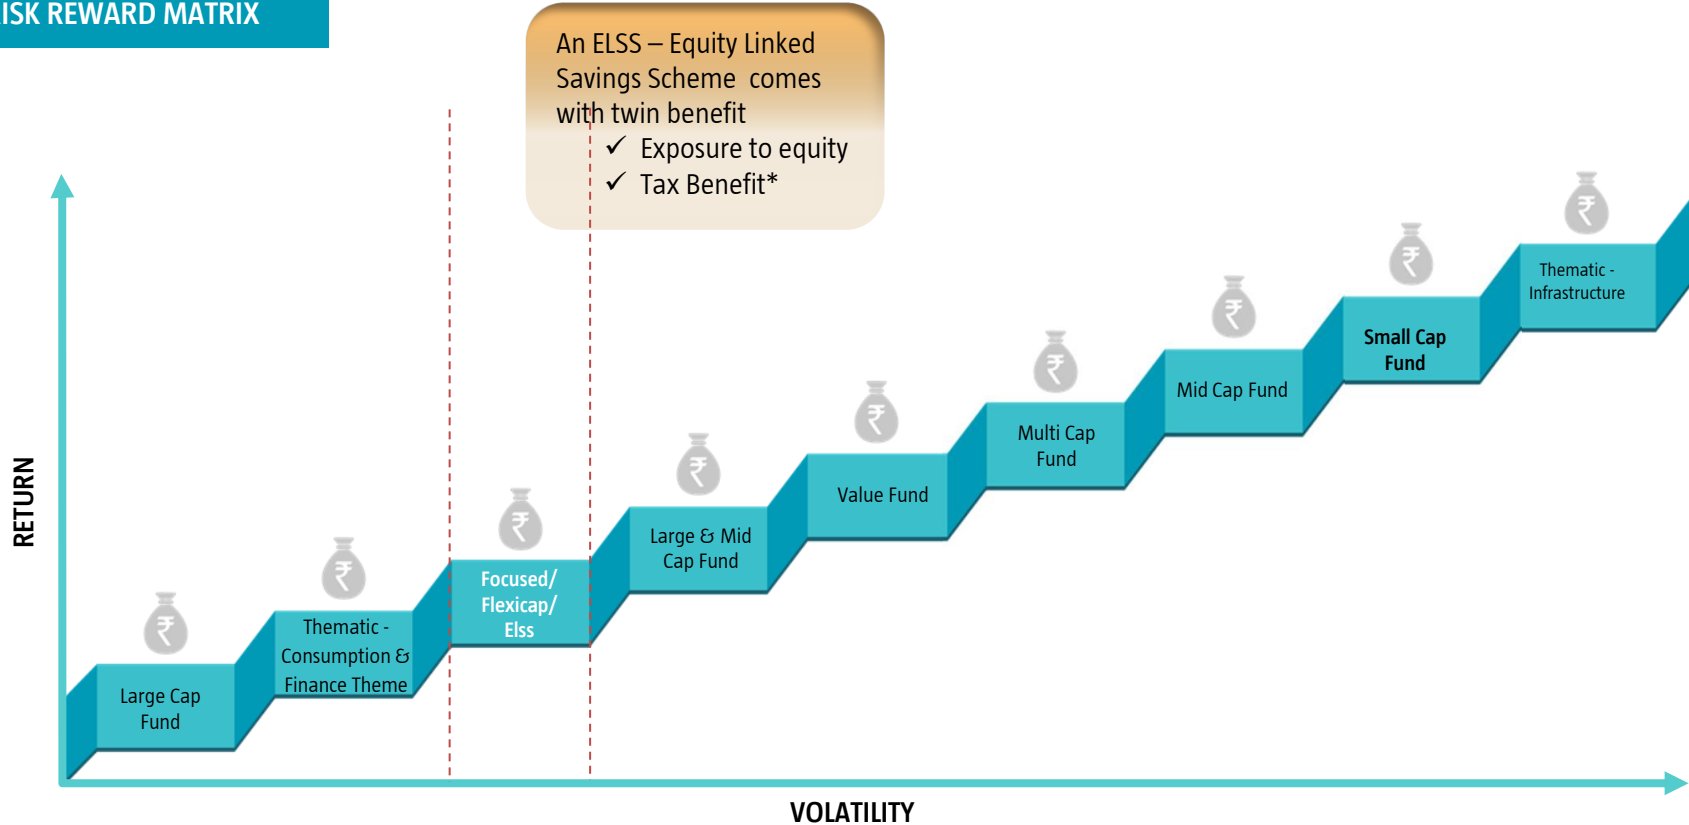 ISK REWARD MATRIX
An ELSS – Equity Linked
Savings Scheme comes
with twin benefit
✓ Exposure to equity
✓ Tax Benefit*
Thematic -
Infrastructure
Small Cap
Fund
Mid Cap Fund
Multi Cap
Fund
Value Fund
Large & Mid
Cap Fund
Focused/
Flexicap/
Elss
Thematic -
Consumption &
Finance Theme
Large Cap
Fund
RETURN
VOLATILITY
₹
₹
₹
₹
₹
₹
₹
₹
₹